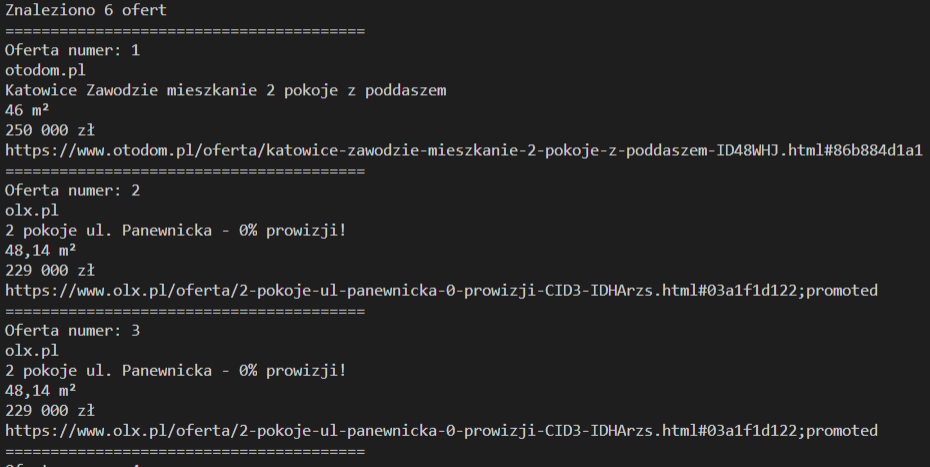 Znaleziono 6 ofert
========================================
Oferta numer: 1
otodom.pl
Katowice Zawodzie mieszkanie 2 pokoje z poddaszem
46 m²
250 000 zł
https://www.otodom.pl/oferta/katowice-zawodzie-mieszkanie-2-pokoje-z-poddaszem-ID48WHJ.html#86b884d1a1
========================================
Oferta numer: 2
olx.pl
2 pokoje ul. Panewnicka - 0% prowizji!
48,14 m²
229 000 zł
https://www.olx.pl/oferta/2-pokoje-ul-panewnicka-0-prowizji-CID3-IDHArzs.html#03a1f1d122;promoted
========================================
Oferta numer: 3
olx.pl
2 pokoje ul. Panewnicka - 0% prowizji!
48,14 m²
229 000 zł
https://www.olx.pl/oferta/2-pokoje-ul-panewnicka-0-prowizji-CID3-IDHArzs.html#03a1f1d122;promoted
========================================